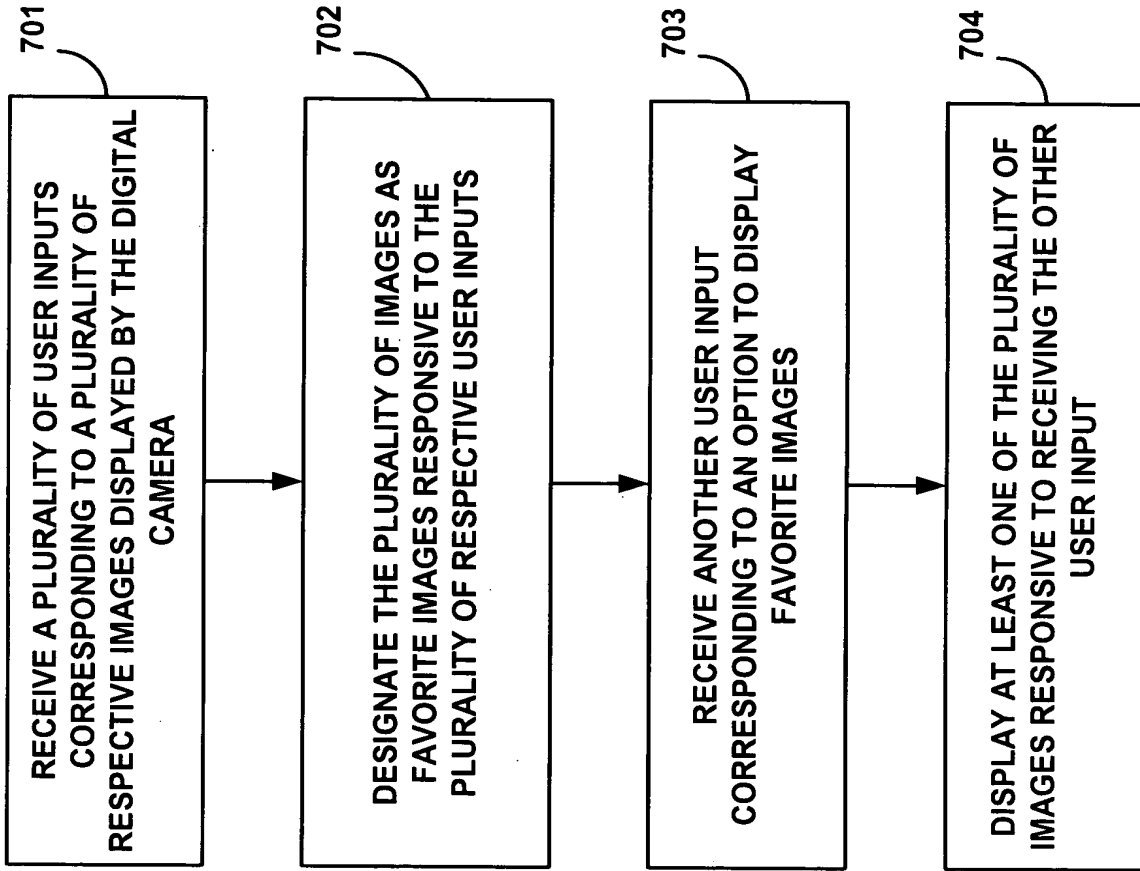 701
RECEIVE A PLURALITY OF USER INPUTS
CORRESPONDING TO A PLURALITY OF
RESPECTIVE IMAGES DISPLAYED BY THE DIGITAL
CAMERA
702
DESIGNATE THE PLURALITY OF IMAGES AS
FAVORITE IMAGES RESPONSIVE TO THE
PLURALITY OF RESPECTIVE USER INPUTS
703
RECEIVE ANOTHER USER INPUT
CORRESPONDING TO AN OPTION TO DISPLAY
FAVORITE IMAGES
704
DISPLAY AT LEAST ONE OF THE PLURALITY OF
IMAGES RESPONSIVE TO RECEIVING THE OTHER
USER INPUT